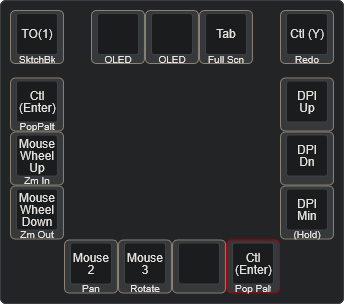 TO(1)
SktchBk
OLED
OLED
Tab
Full Scn
Ctl (Y)
Redo
Ctl
(Enter)
PopPalt
DPI
Up
Mouse
Wheel
Up
Zm In
DPI
Dn
Mouse
Wheel
Down
Zm Out
DPI
Min
(Hold)
Mouse
2
Pan
Mouse
3
Rotate
Ctl
(Enter)
Pop Palt